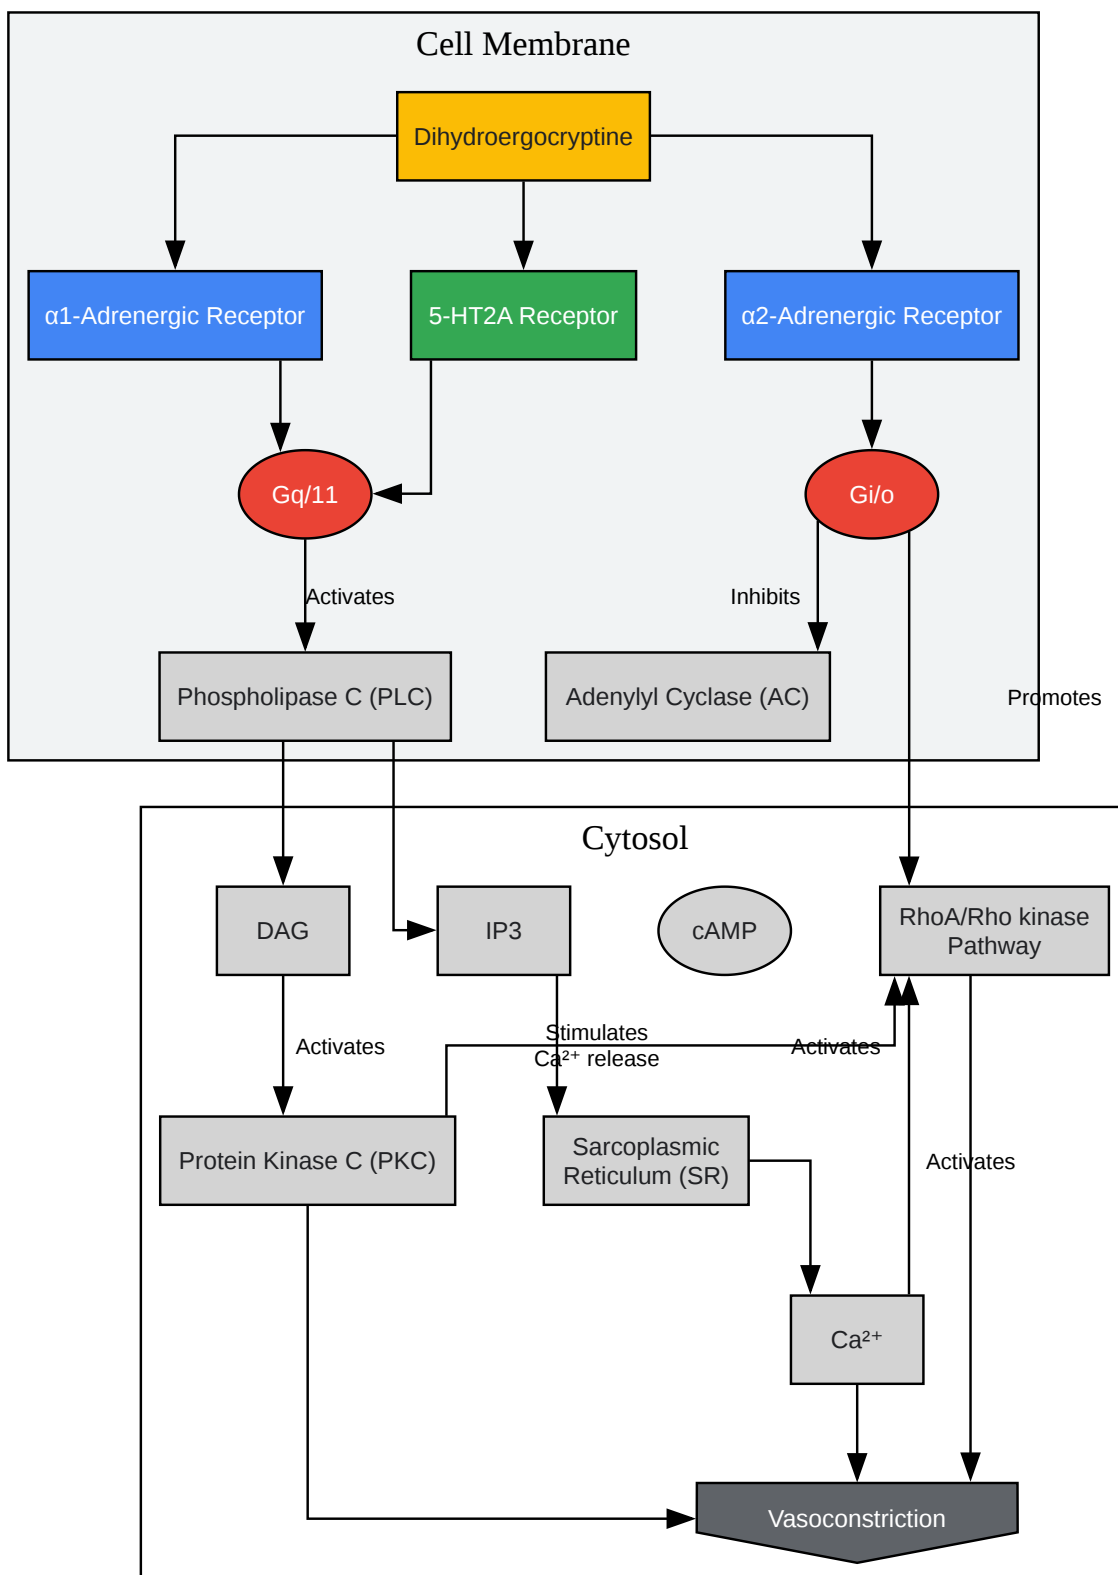 Cell Membrane
Dihydroergocryptine
α1-Adrenergic Receptor
5-HT2A Receptor
α2-Adrenergic Receptor
Gq/11
Gi/o
Activates
Inhibits
Phospholipase C (PLC)
Adenylyl Cyclase (AC)
Promotes
Cytosol
DAG
IP3
cAMP
RhoA/Rho kinase
Pathway
Activates
Stimulates
Ca²⁺ release
Activates
Protein Kinase C (PKC)
Sarcoplasmic
Reticulum (SR)
Activates
Ca²⁺
Vasoconstriction